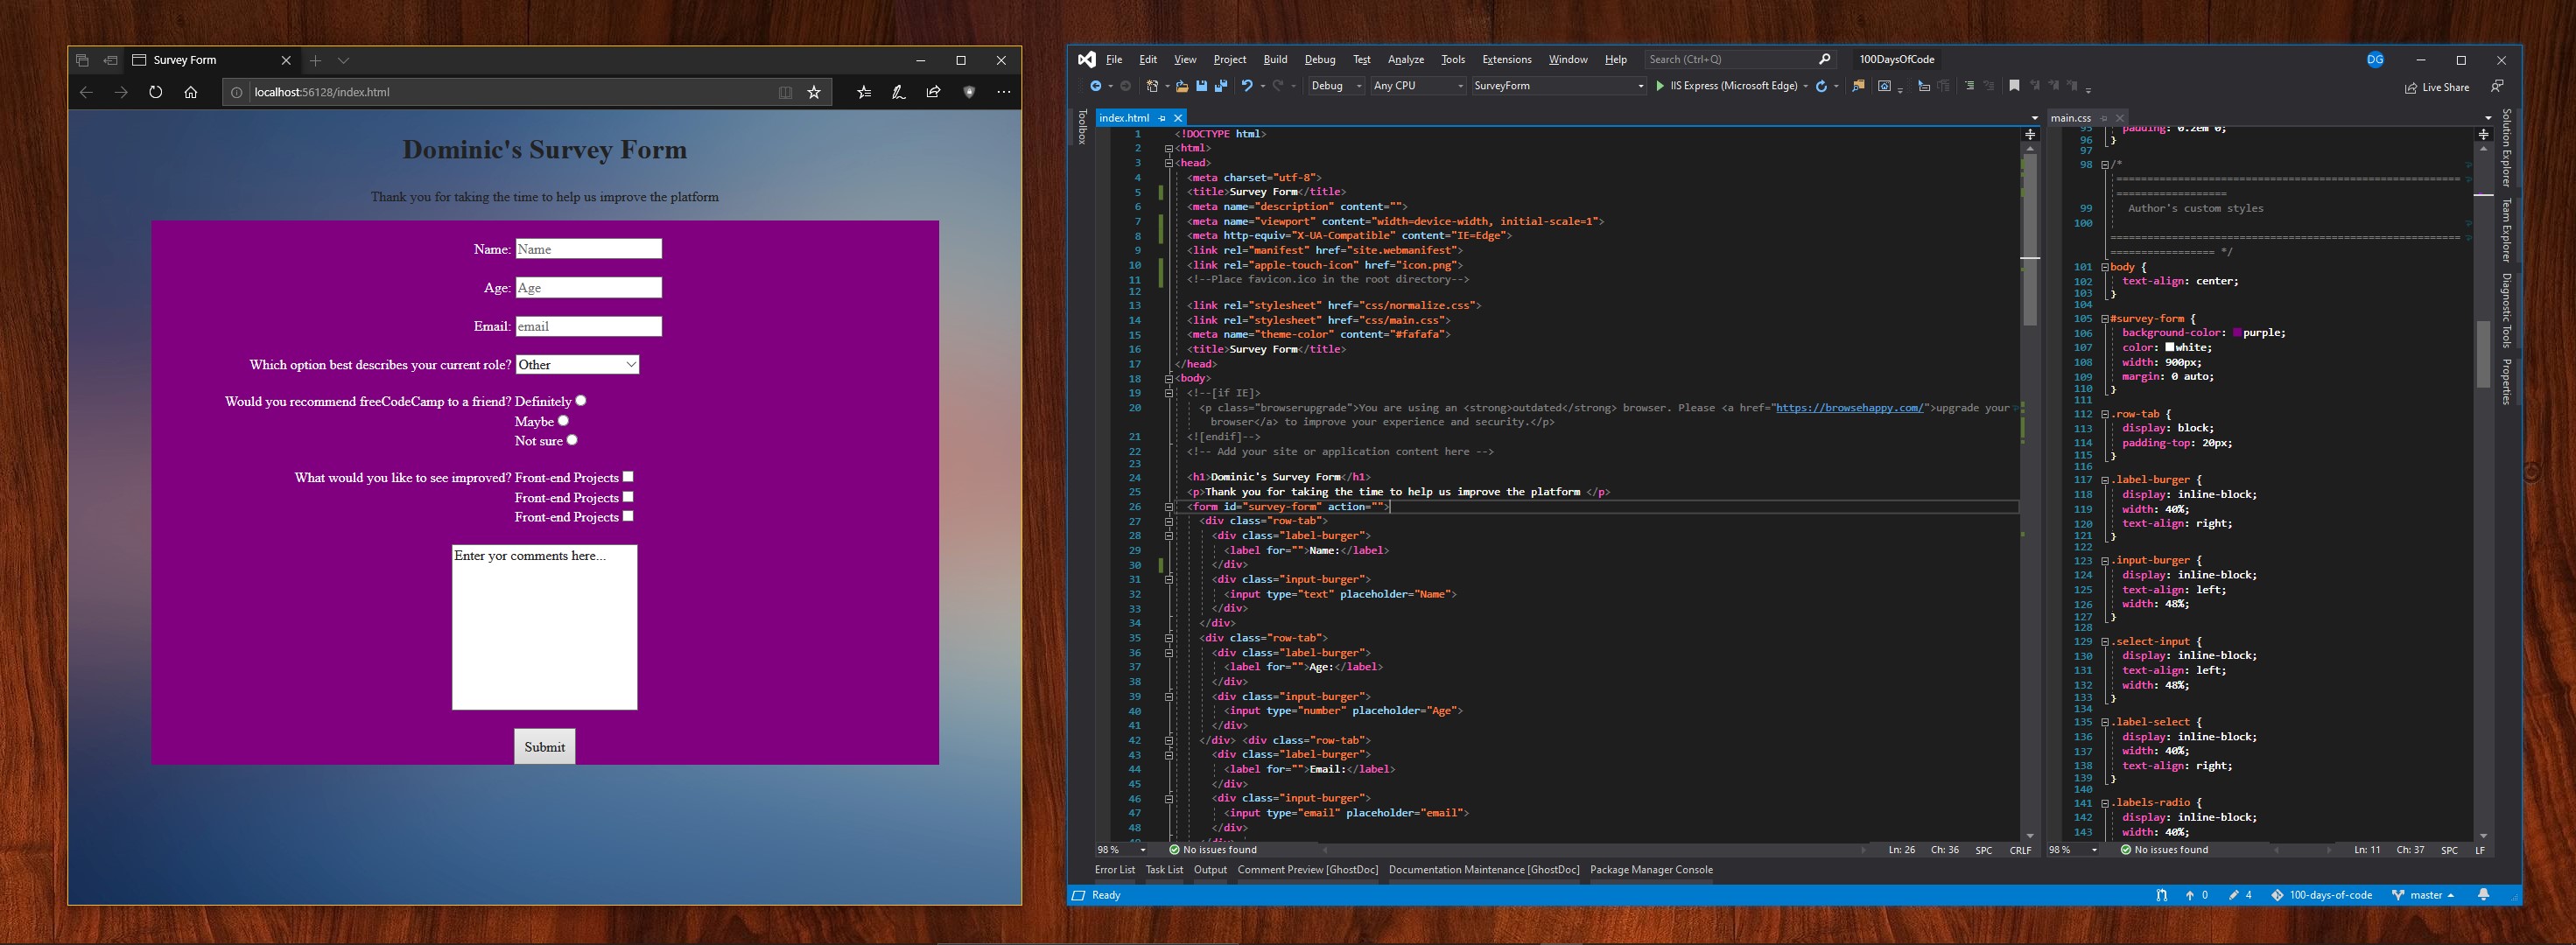 Survey Form
localhost:56128/index.html
Dominic's Survey Form
Thank you for taking the time to help us improve the platform
Name: Name
Age: Age
Email: email
Which option best describes your current role? Other
Would you recommend freeCodeCamp to a friend? Definitely
Maybe
Not sure
What would you like to see improved? Front-end Projects
Front-end Projects
Front-end Projects
Enter yor comments here...
Submit
File Edit View Project Build Debug Test Analyze Tools Extensions Window Help Search (Ctrl+Q) 100DaysOfCode DG
Debug Any CPU SurveyForm IIS Express (Microsoft Edge) Live Share
Toolbox
index.html
1 <!DOCTYPE html>
2 <html>
3 <head>
4 <meta charset="utf-8">
5 <title>Survey Form</title>
6 <meta name="description" content="">
7 <meta name="viewport" content="width=device-width, initial-scale=1">
8 <meta http-equiv="X-UA-Compatible" content="IE=Edge">
9 <link rel="manifest" href="site.webmanifest">
10 <link rel="apple-touch-icon" href="icon.png">
11 <!--Place favicon.ico in the root directory-->
12
13 <link rel="stylesheet" href="css/normalize.css">
14 <link rel="stylesheet" href="css/main.css">
15 <meta name="theme-color" content="#fafafa">
16 <title>Survey Form</title>
17 </head>
18 <body>
19 <!--[if IE]>
20 <p class="browserupgrade">You are using an <strong>outdated</strong> browser. Please <a href="https://browsehappy.com/">upgrade your
browser</a> to improve your experience and security.</p>
21 <![endif]-->
22 <!-- Add your site or application content here -->
23
24 <h1>Dominic's Survey Form</h1>
25 <p>Thank you for taking the time to help us improve the platform </p>
26 <form id="survey-form" action="">
27 <div class="row-tab">
28 <div class="label-burger">
29 <label for="">Name:</label>
30 </div>
31 <div class="input-burger">
32 <input type="text" placeholder="Name">
33 </div>
34 </div>
35 <div class="row-tab">
36 <div class="label-burger">
37 <label for="">Age:</label>
38 </div>
39 <div class="input-burger">
40 <input type="number" placeholder="Age">
41 </div>
42 </div> <div class="row-tab">
43 <div class="label-burger">
44 <label for="">Email:</label>
45 </div>
46 <div class="input-burger">
47 <input type="email" placeholder="email">
48 </div>
98 % No issues found Ln: 26 Ch: 36 SPC CRLF
main.css
95 padding: 0.2em 0;
96 }
97
98 /*
========================================================
==================
99 Author's custom styles
100
=========================================================
================= */
101 body {
102 text-align: center;
103 }
104
105 #survey-form {
106 background-color: purple;
107 color: white;
108 width: 900px;
109 margin: 0 auto;
110 }
111
112 .row-tab {
113 display: block;
114 padding-top: 20px;
115 }
116
117 .label-burger {
118 display: inline-block;
119 width: 40%;
120 text-align: right;
121 }
122
123 .input-burger {
124 display: inline-block;
125 text-align: left;
126 width: 48%;
127 }
128
129 .select-input {
130 display: inline-block;
131 text-align: left;
132 width: 48%;
133 }
134
135 .label-select {
136 display: inline-block;
137 width: 40%;
138 text-align: right;
139 }
140
141 .labels-radio {
142 display: inline-block;
143 width: 40%;
98 % No issues found Ln: 11 Ch: 37 SPC LF
Solution Explorer
Team Explorer
Diagnostic Tools
Properties
Error List Task List Output Comment Preview [GhostDoc] Documentation Maintenance [GhostDoc] Package Manager Console
Ready 0 4 100-days-of-code master